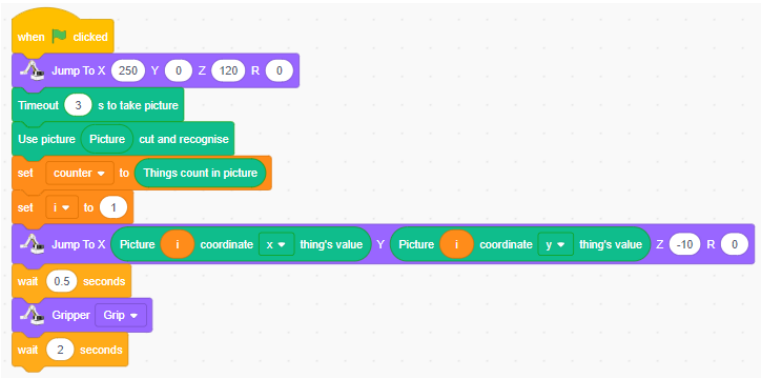 when clicked
Jump To X 250 Y 0 Z 120 R 0
Timeout 3 s to take picture
Use picture Picture cut and recognise
set counter to Things count in picture
set i to 1
Jump To X Picture i coordinate x thing's value Y Picture i coordinate y thing's value Z -10 R 0
wait 0.5 seconds
Gripper Grip
wait 2 seconds